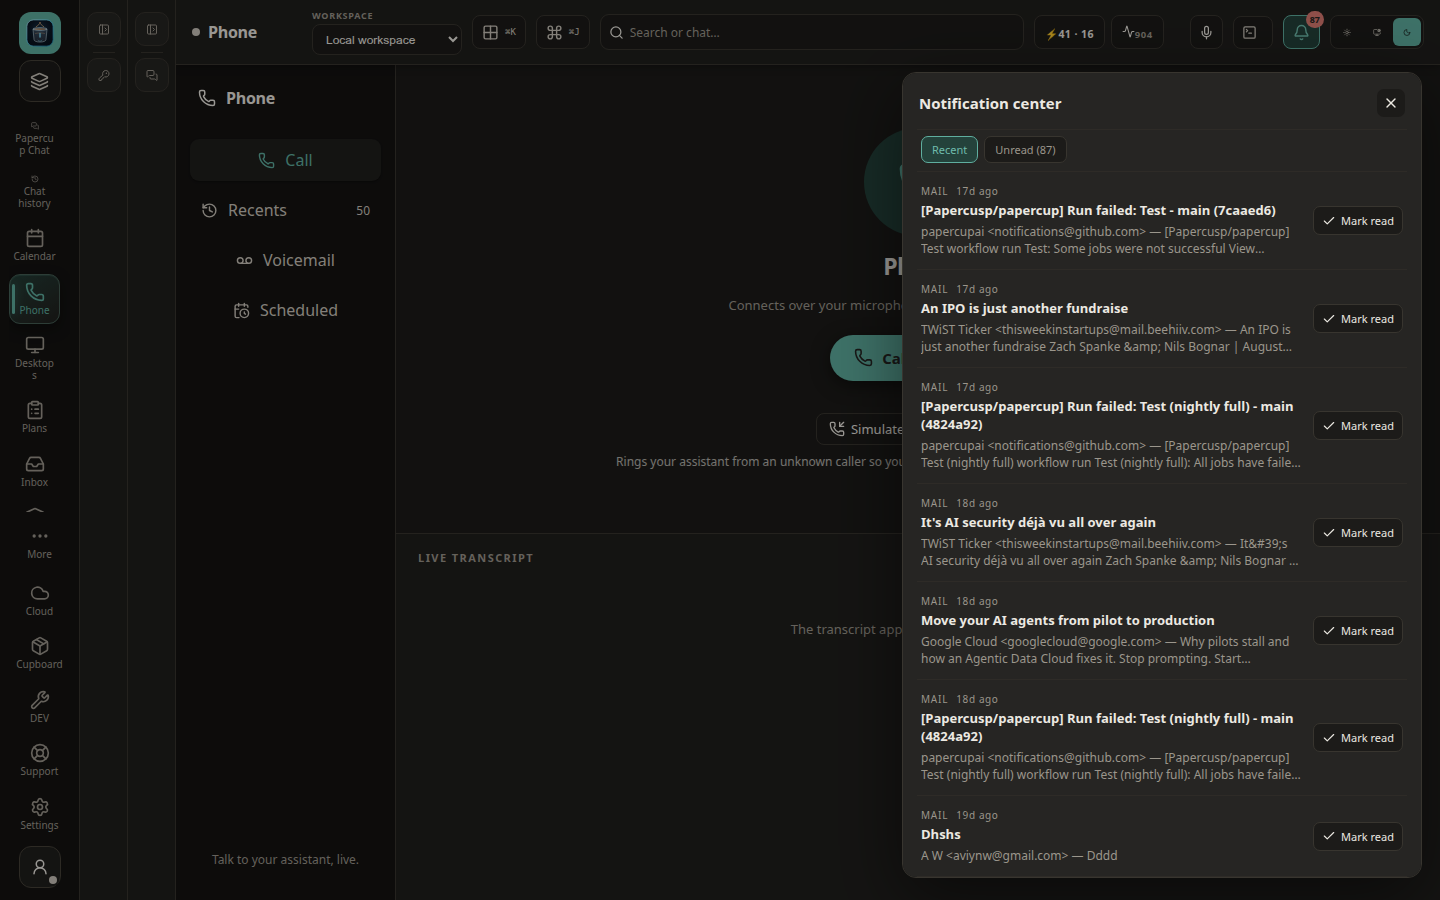 Phone
WORKSPACE
Local workspace
⌘K
⌘J
Search or chat...
⚡41 · 16
904
87
Papercu
p Chat
Chat
history
Calendar
Phone
Desktop
s
Plans
Inbox
More
Cloud
Cupboard
DEV
Support
Settings
Phone
Call
Recents
50
Voicemail
Scheduled
Talk to your assistant, live.
Connects over your microph
Ca
Simulate
Rings your assistant from an unknown caller so you
LIVE TRANSCRIPT
The transcript app
Notification center
Recent
Unread (87)
MAIL 17d ago
[Papercusp/papercup] Run failed: Test - main (7caaed6)
papercupai <notifications@github.com> — [Papercusp/papercup]
Test workflow run Test: Some jobs were not successful View...
Mark read
MAIL 17d ago
An IPO is just another fundraise
TWiST Ticker <thisweekinstartups@mail.beehiiv.com> — An IPO is
just another fundraise Zach Spanke &amp; Nils Bognar | August...
Mark read
MAIL 17d ago
[Papercusp/papercup] Run failed: Test (nightly full) - main
(4824a92)
papercupai <notifications@github.com> — [Papercusp/papercup]
Test (nightly full) workflow run Test (nightly full): All jobs have faile...
Mark read
MAIL 18d ago
It's AI security déjà vu all over again
TWiST Ticker <thisweekinstartups@mail.beehiiv.com> — It&#39;s
AI security déjà vu all over again Zach Spanke &amp; Nils Bognar ...
Mark read
MAIL 18d ago
Move your AI agents from pilot to production
Google Cloud <googlecloud@google.com> — Why pilots stall and
how an Agentic Data Cloud fixes it. Stop prompting. Start...
Mark read
MAIL 18d ago
[Papercusp/papercup] Run failed: Test (nightly full) - main
(4824a92)
papercupai <notifications@github.com> — [Papercusp/papercup]
Test (nightly full) workflow run Test (nightly full): All jobs have faile...
Mark read
MAIL 19d ago
Dhshs
A W <aviynw@gmail.com> — Dddd
Mark read